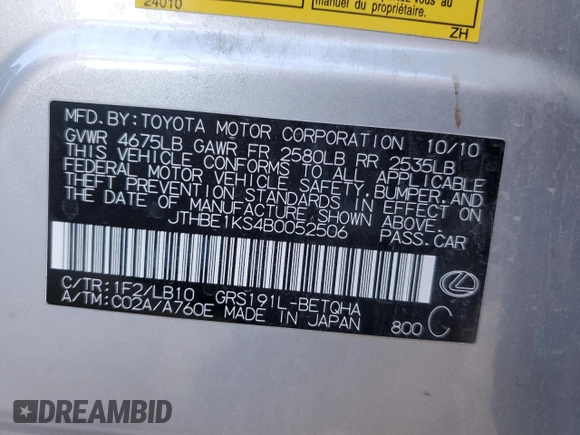 24010
au
manuel du propriétaire.
ZH
MFD. BY: TOYOTA MOTOR CORPORATION 10/10
GVWR 4675LB GAWR FR 2580LB RR 2535LB
THIS VEHICLE CONFORMS TO ALL APPLICABLE
FEDERAL MOTOR VEHICLE SAFETY, BUMPER, AND
THEFT PREVENTION STANDARDS IN EFFECT ON
THE DATE OF MANUFACTURE SHOWN ABOVE.
JTHBE1KS4B0052506 PASS. CAR
C/TR: 1F2/LB10 GRS191L-BETQHA
A/TM: C02A/A760E MADE IN JAPAN 800 C
DREAMBID